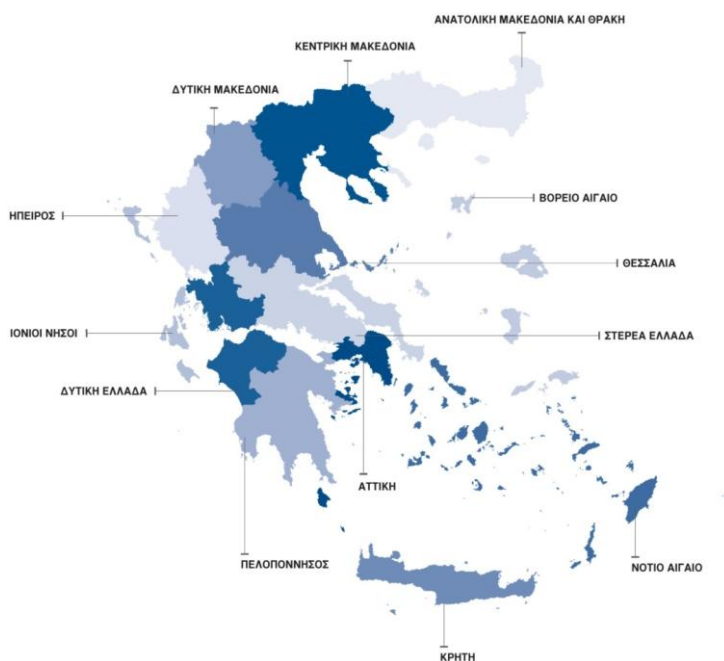 ΑΝΑΤΟΛΙΚΗ ΜΑΚΕΔΟΝΙΑ ΚΑΙ ΘΡΑΚΗ
ΚΕΝΤΡΙΚΗ ΜΑΚΕΔΟΝΙΑ
ΔΥΤΙΚΗ ΜΑΚΕΔΟΝΙΑ
ΒΟΡΕΙΟ ΑΙΓΑΙΟ
ΗΠΕΙΡΟΣ
ΘΕΣΣΑΛΙΑ
ΙΟΝΙΟΙ ΝΗΣΟΙ
ΣΤΕΡΕΑ ΕΛΛΑΔΑ
ΔΥΤΙΚΗ ΕΛΛΑΔΑ
ΑΤΤΙΚΗ
ΠΕΛΟΠΟΝΝΗΣΟΣ
ΝΟΤΙΟ ΑΙΓΑΙΟ
ΚΡΗΤΗ